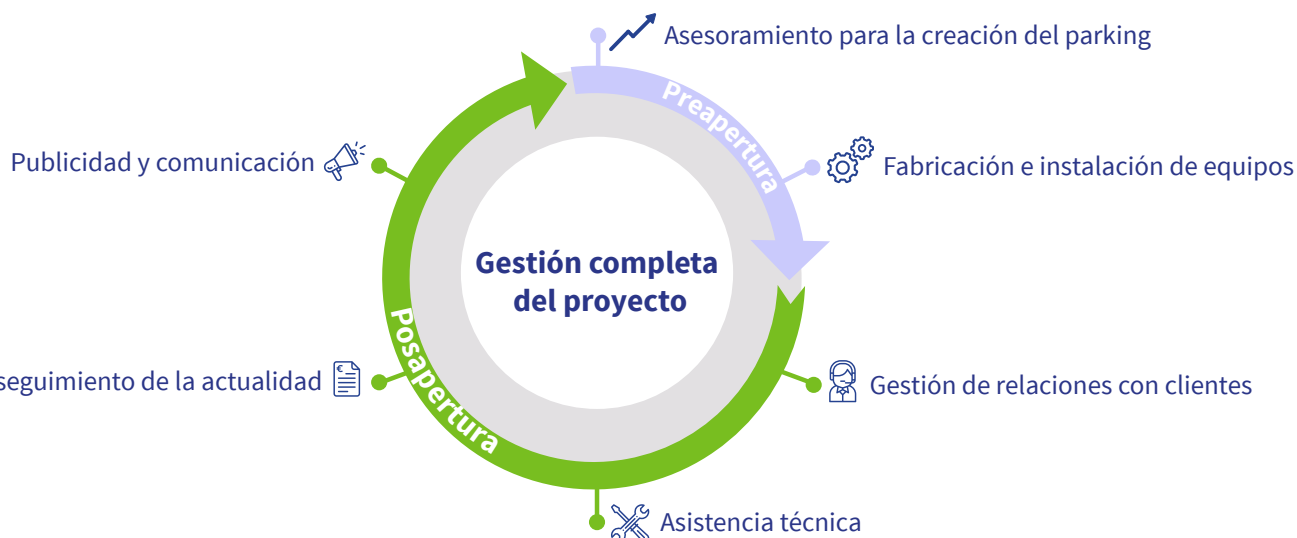 Asesoramiento para la creación del parking
Preapertura
Publicidad y comunicación
Fabricación e instalación de equipos
Gestión completa
del proyecto
Posapertura
seguimiento de la actualidad
€
Gestión de relaciones con clientes
Asistencia técnica